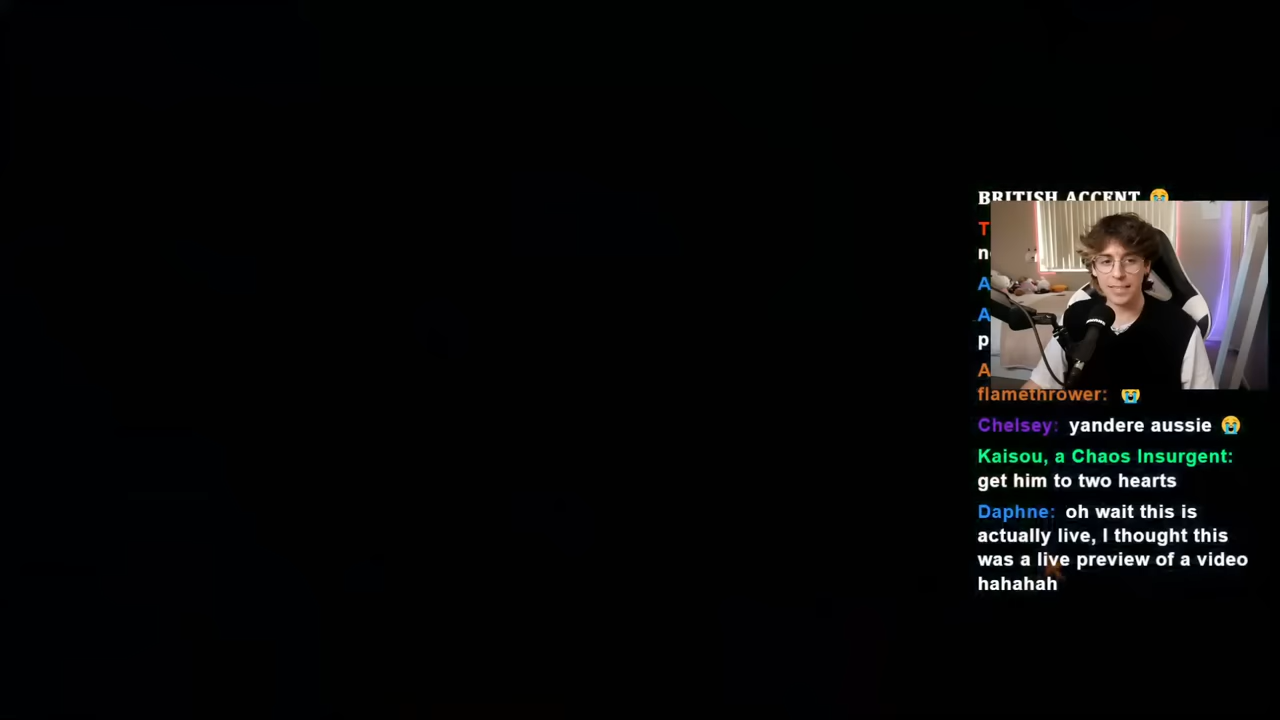 BRITISH ACCENT 😭
T
n
A
A
p
A
flamethrower: 😭
Chelsey: yandere aussie 😭
Kaisou, a Chaos Insurgent:
get him to two hearts
Daphne: oh wait this is
actually live, I thought this
was a live preview of a video
hahahah